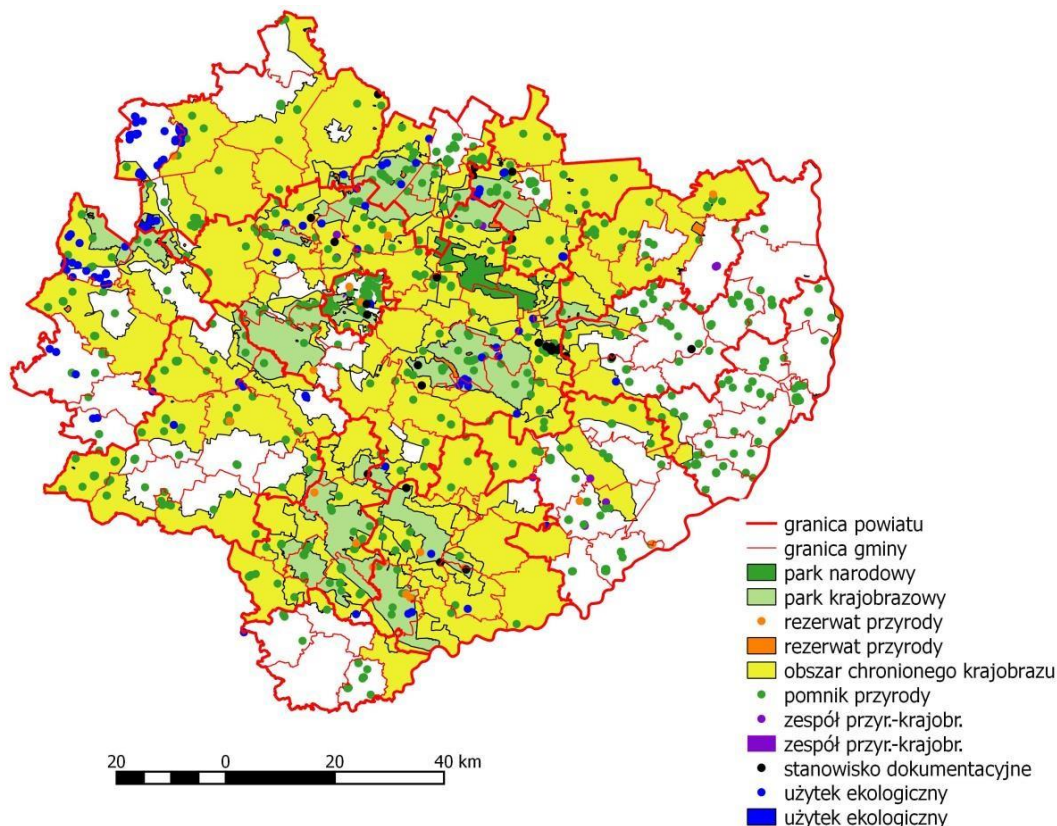 granica powiatu
granica gminy
park narodowy
park krajobrazowy
rezerwat przyrody
rezerwat przyrody
obszar chronionego krajobrazu
pomnik przyrody
zespół przyr.-krajobr.
zespół przyr.-krajobr.
stanowisko dokumentacyjne
użytek ekologiczny
użytek ekologiczny
20 0 20 40 km